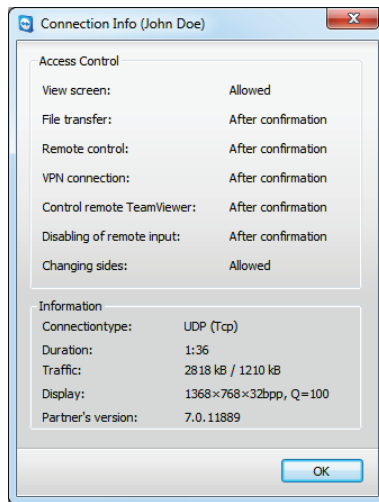 Connection Info (John Doe)
Access Control
View screen: Allowed
File transfer: After confirmation
Remote control: After confirmation
VPN connection: After confirmation
Control remote TeamViewer: After confirmation
Disabling of remote input: After confirmation
Changing sides: Allowed
Information
Connectiontype: UDP (Tcp)
Duration: 1:36
Traffic: 2818 kB / 1210 kB
Display: 1368×768×32bpp, Q=100
Partner's version: 7.0.11889
OK